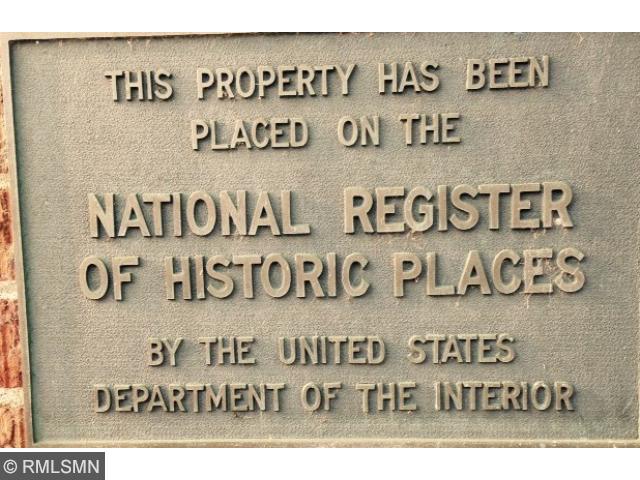 THIS PROPERTY HAS BEEN
PLACED ON THE
NATIONAL REGISTER
OF HISTORIC PLACES
BY THE UNITED STATES
DEPARTMENT OF THE INTERIOR
© RMLSMN